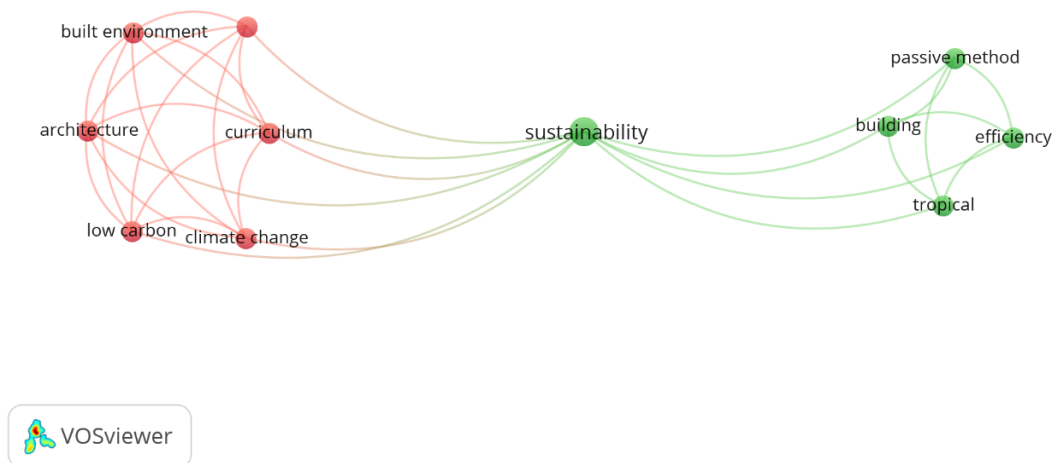 built environment
passive method
architecture
curriculum
sustainability
building
efficiency
tropical
low carbon
climate change
VOSviewer